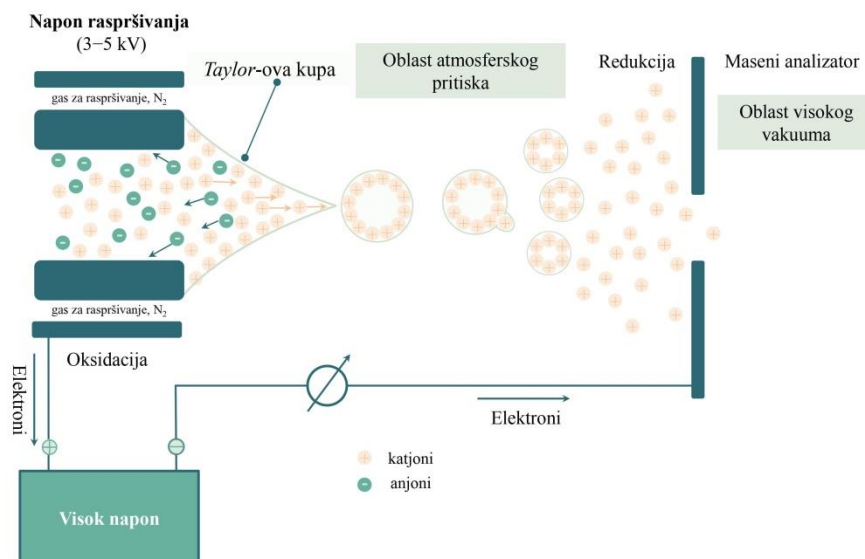 Napon raspršivanja
(3−5 kV)
gas za raspršivanje, N₂
Taylor-ova kupa
Oblast atmosferskog
pritiska
Redukcija
Maseni analizator
Oblast visokog
vakuuma
gas za raspršivanje, N₂
Oksidacija
Elektroni
Elektroni
katjoni
anjoni
Visok napon